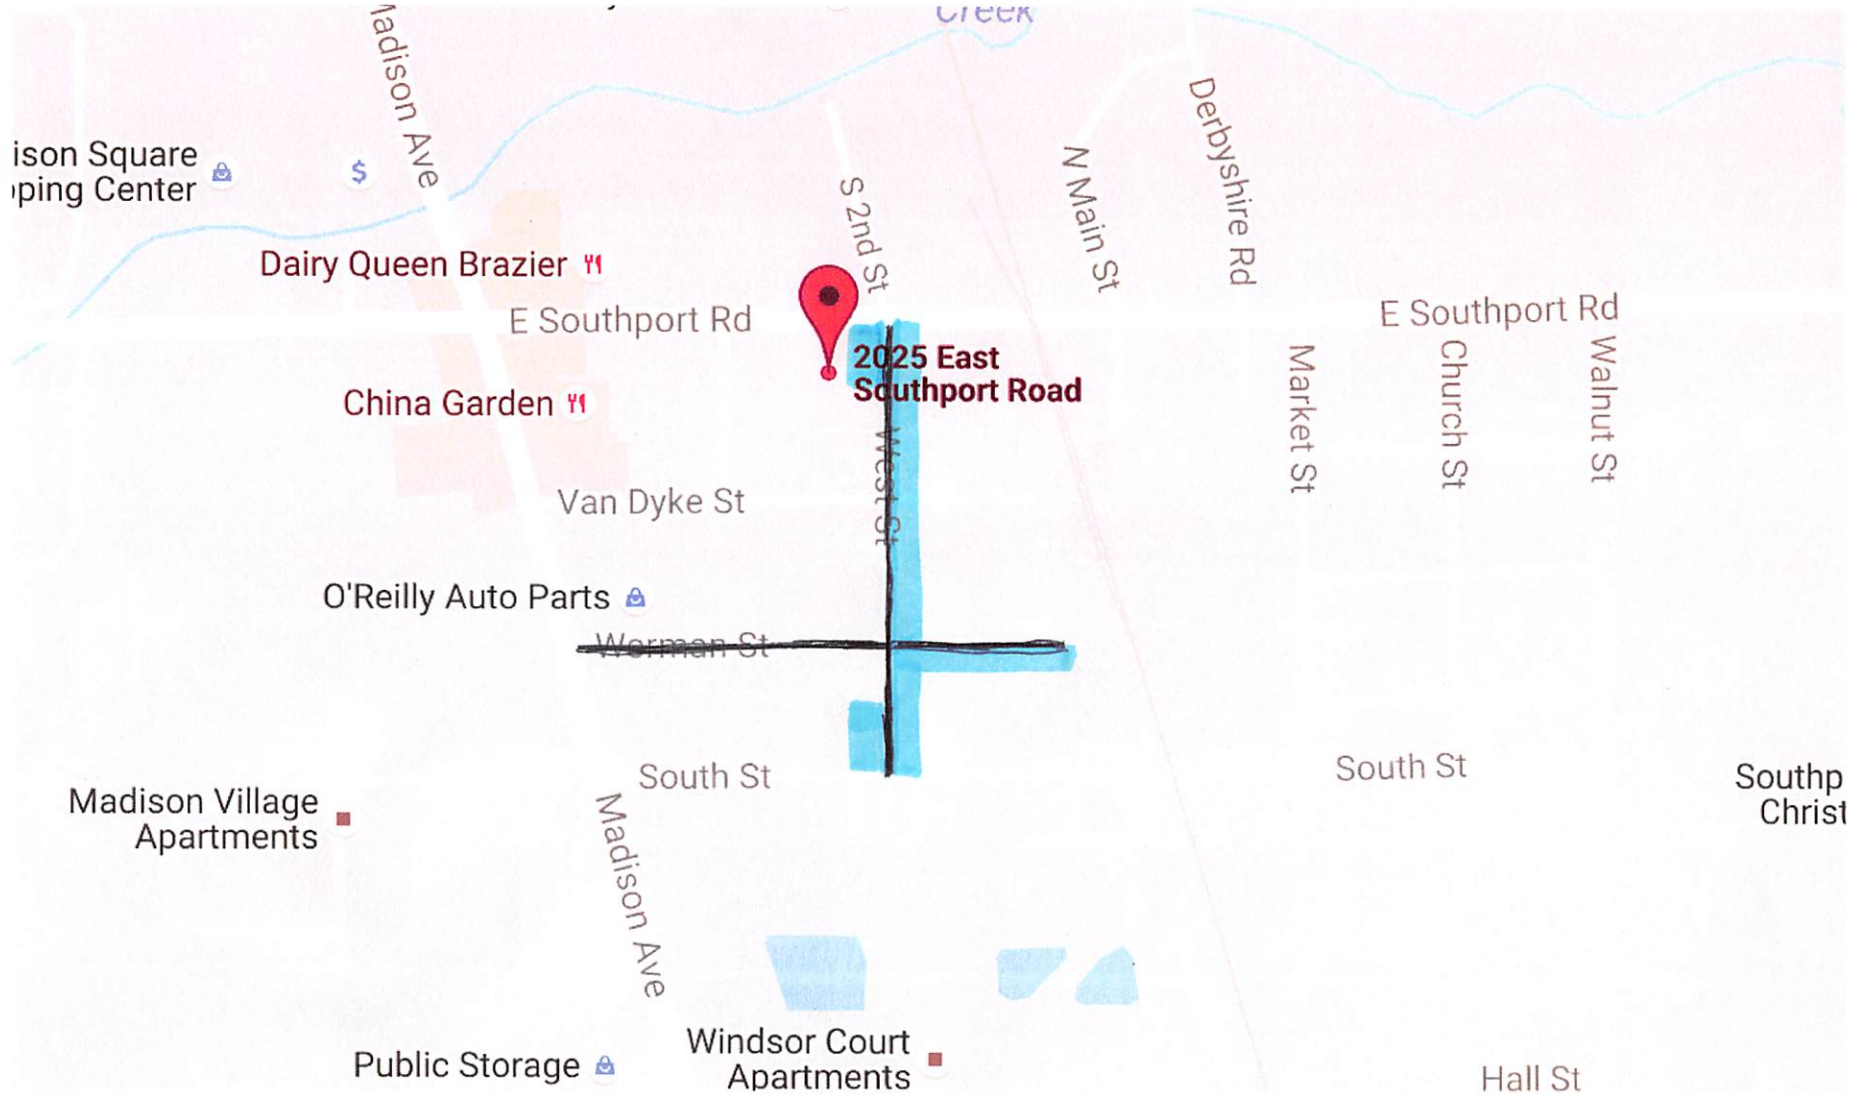 Creek
Madison Ave
ison Square
pping Center
$
Derbyshire Rd
N Main St
S 2nd St
Dairy Queen Brazier
E Southport Rd
E Southport Rd
2025 East
Southport Road
Market St
Church St
Walnut St
China Garden
West St
Van Dyke St
O'Reilly Auto Parts
Worman St
South St
South St
Southp
Christ
Madison Village
Apartments
Madison Ave
Windsor Court
Apartments
Public Storage
Hall St